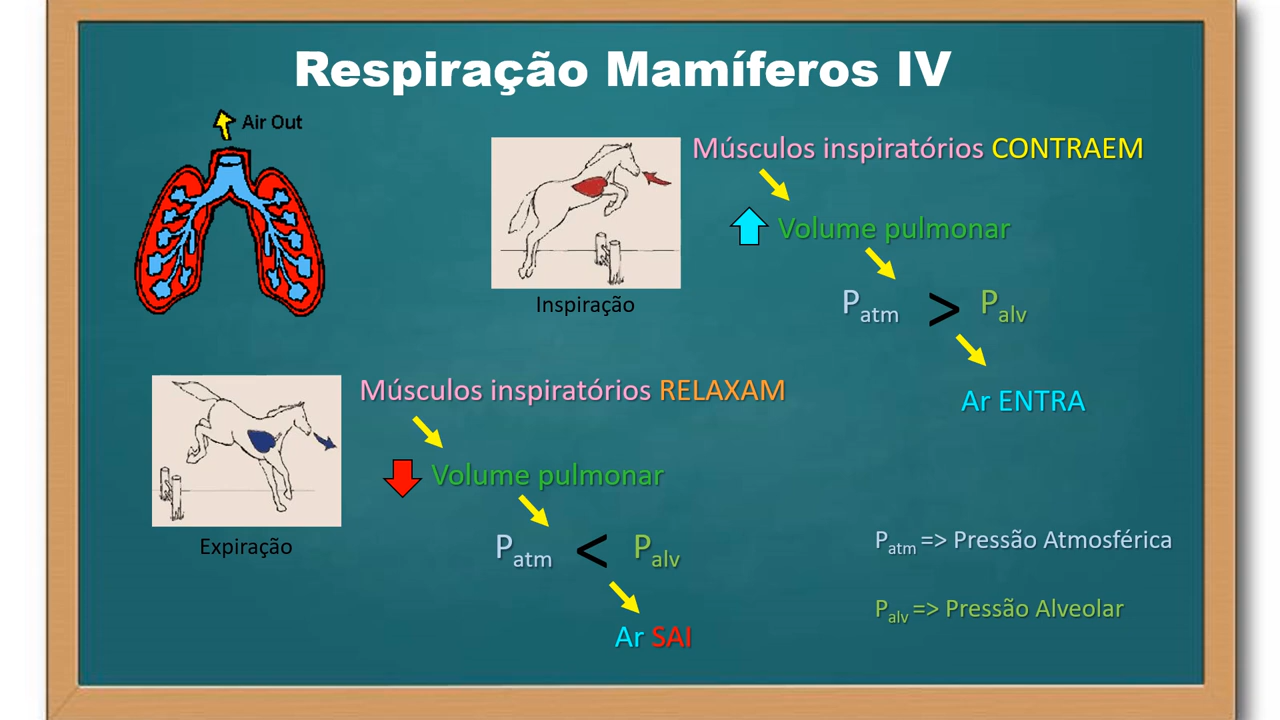 Respiração Mamíferos IV
Air Out
Músculos inspiratórios CONTRAEM
Volume pulmonar
Patm > Palv
Ar ENTRA
Inspiração
Músculos inspiratórios RELAXAM
Volume pulmonar
Patm < Palv
Ar SAI
Expiração
Patm => Pressão Atmosférica
Palv => Pressão Alveolar